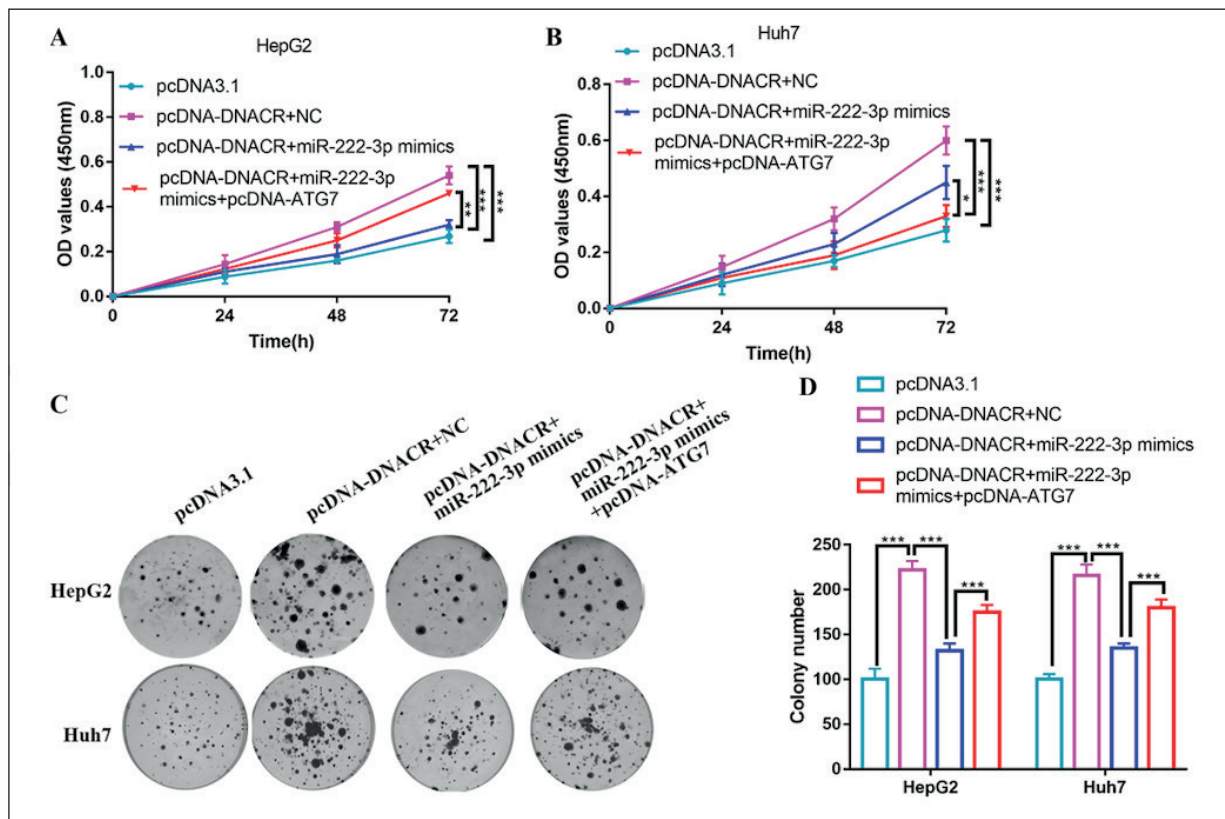 A
HepG2
pcDNA3.1
pcDNA-DNACR+NC
pcDNA-DNACR+miR-222-3p mimics
pcDNA-DNACR+miR-222-3p
mimics+pcDNA-ATG7
OD values (450nm)
1.0
0.8
0.6
0.4
0.2
0.0
0
24
48
72
Time(h)
**
***
***
B
Huh7
pcDNA3.1
pcDNA-DNACR+NC
pcDNA-DNACR+miR-222-3p mimics
pcDNA-DNACR+miR-222-3p
mimics+pcDNA-ATG7
OD values (450nm)
0.8
0.6
0.4
0.2
0.0
0
24
48
72
Time(h)
*
***
***
C
pcDNA3.1
pcDNA-DNACR+NC
pcDNA-DNACR+
miR-222-3p mimics
pcDNA-DNACR+
miR-222-3p mimics
+pcDNA-ATG7
HepG2
Huh7
D
pcDNA3.1
pcDNA-DNACR+NC
pcDNA-DNACR+miR-222-3p mimics
pcDNA-DNACR+miR-222-3p
mimics+pcDNA-ATG7
Colony number
250
200
150
100
50
0
*** ***
***
*** ***
***
HepG2
Huh7